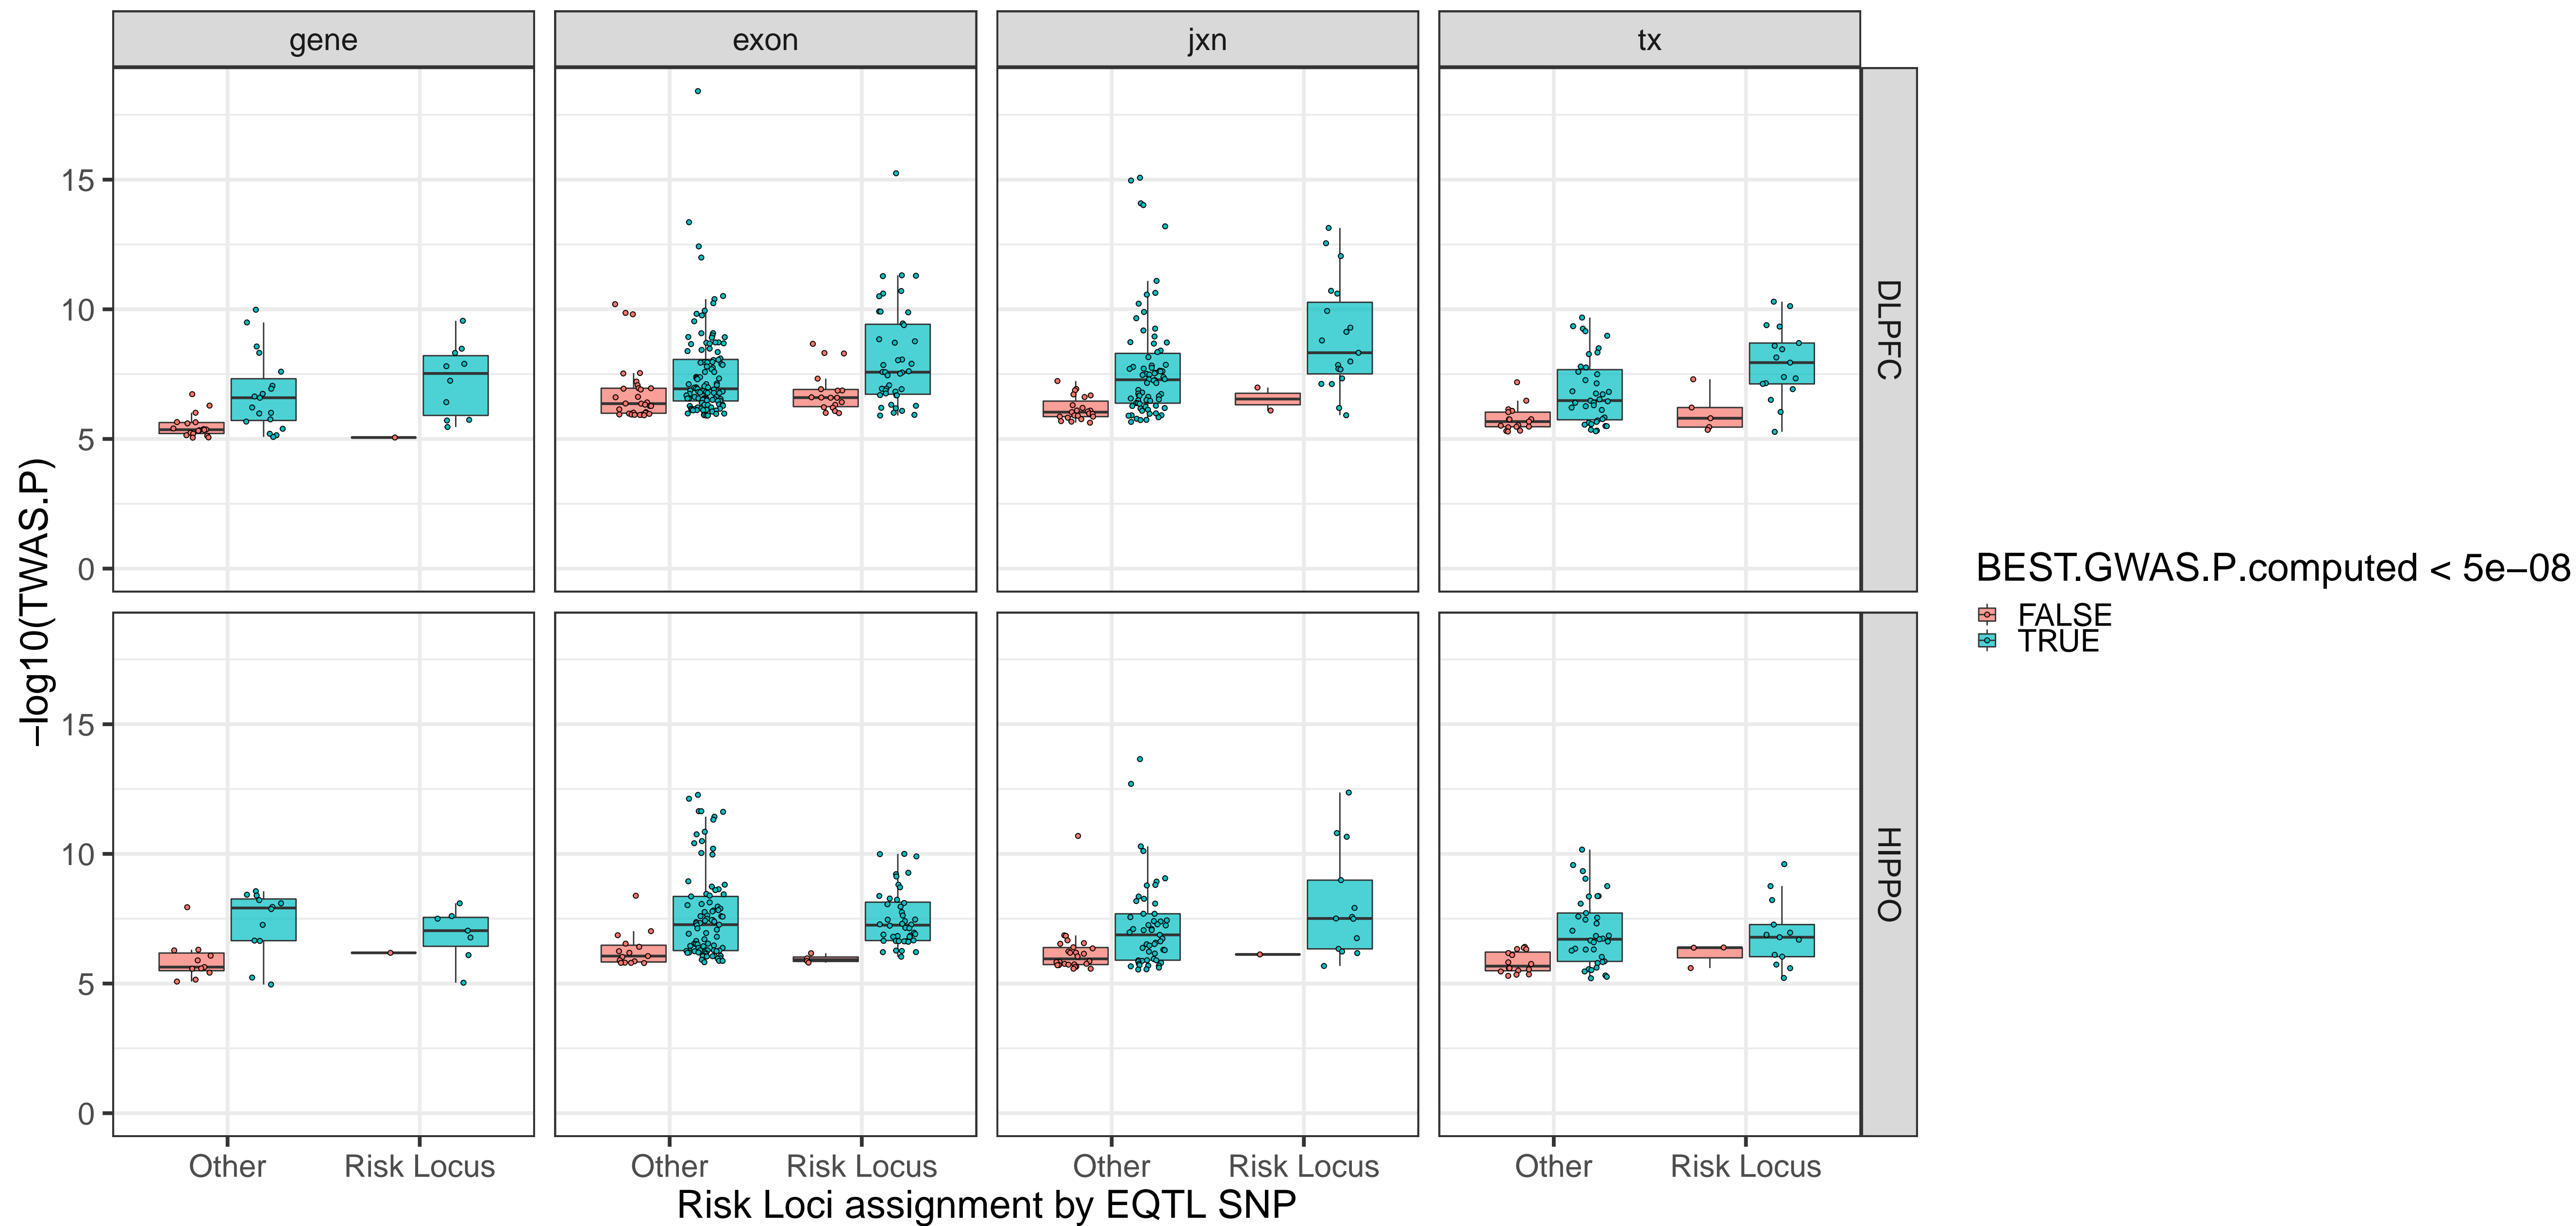 gene exon jxn tx
15
10
5
0
DLPFC
15
10
5
0
HIPPO
−log10(TWAS.P)
Other Risk Locus Other Risk Locus Other Risk Locus Other Risk Locus
Risk Loci assignment by EQTL SNP
BEST.GWAS.P.computed < 5e−08
FALSE
TRUE